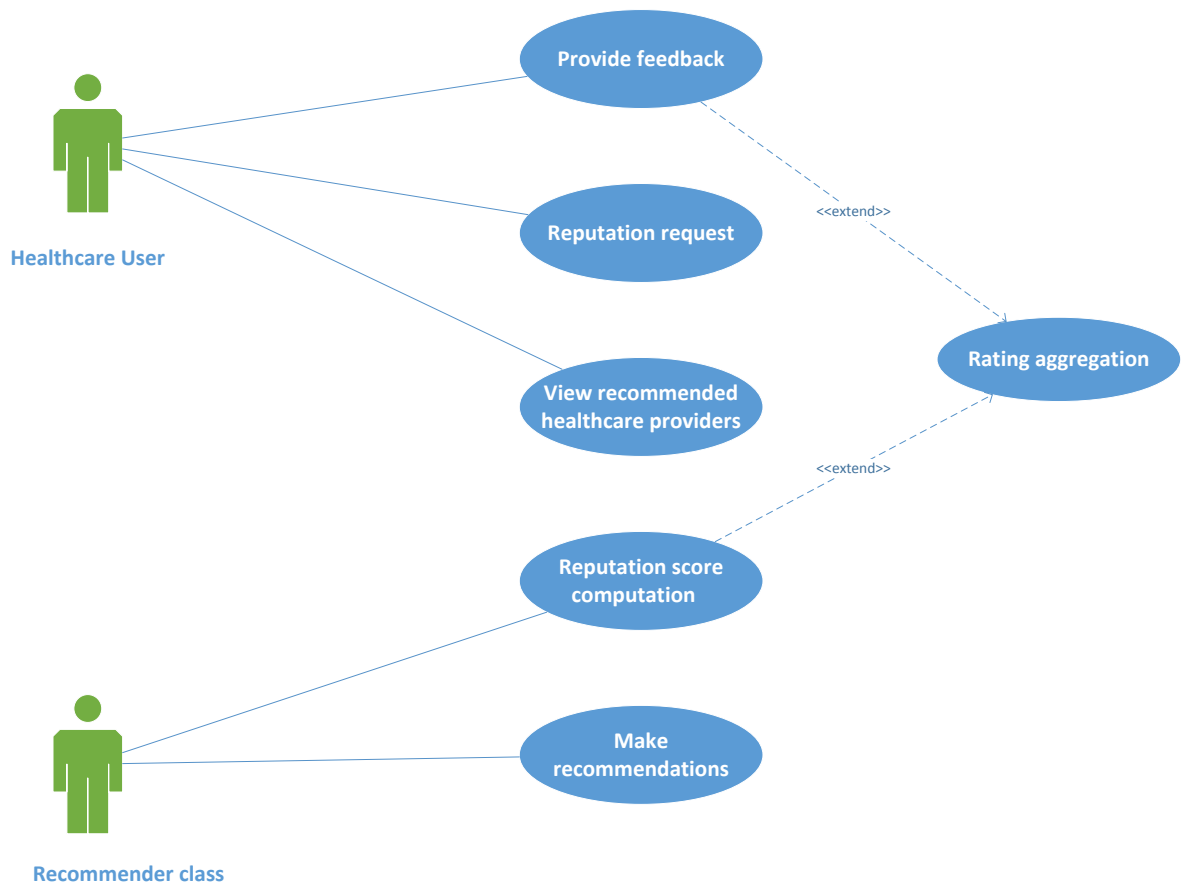 Provide feedback
<<extend>>
Reputation request
Healthcare User
Rating aggregation
View recommended
healthcare providers
<<extend>>
Reputation score
computation
Make
recommendations
Recommender class